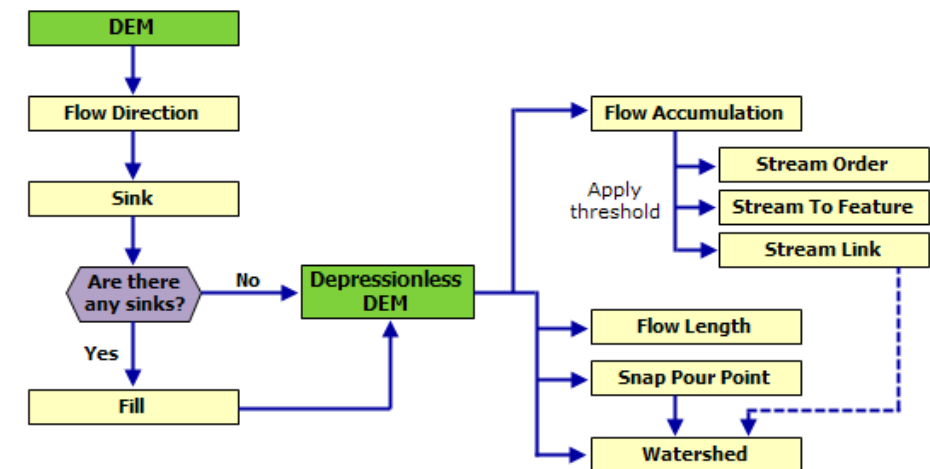 DEM
Flow Direction
Sink
Are there
any sinks?
No
Yes
Fill
Depressionless
DEM
Flow Accumulation
Apply
threshold
Stream Order
Stream To Feature
Stream Link
Flow Length
Snap Pour Point
Watershed